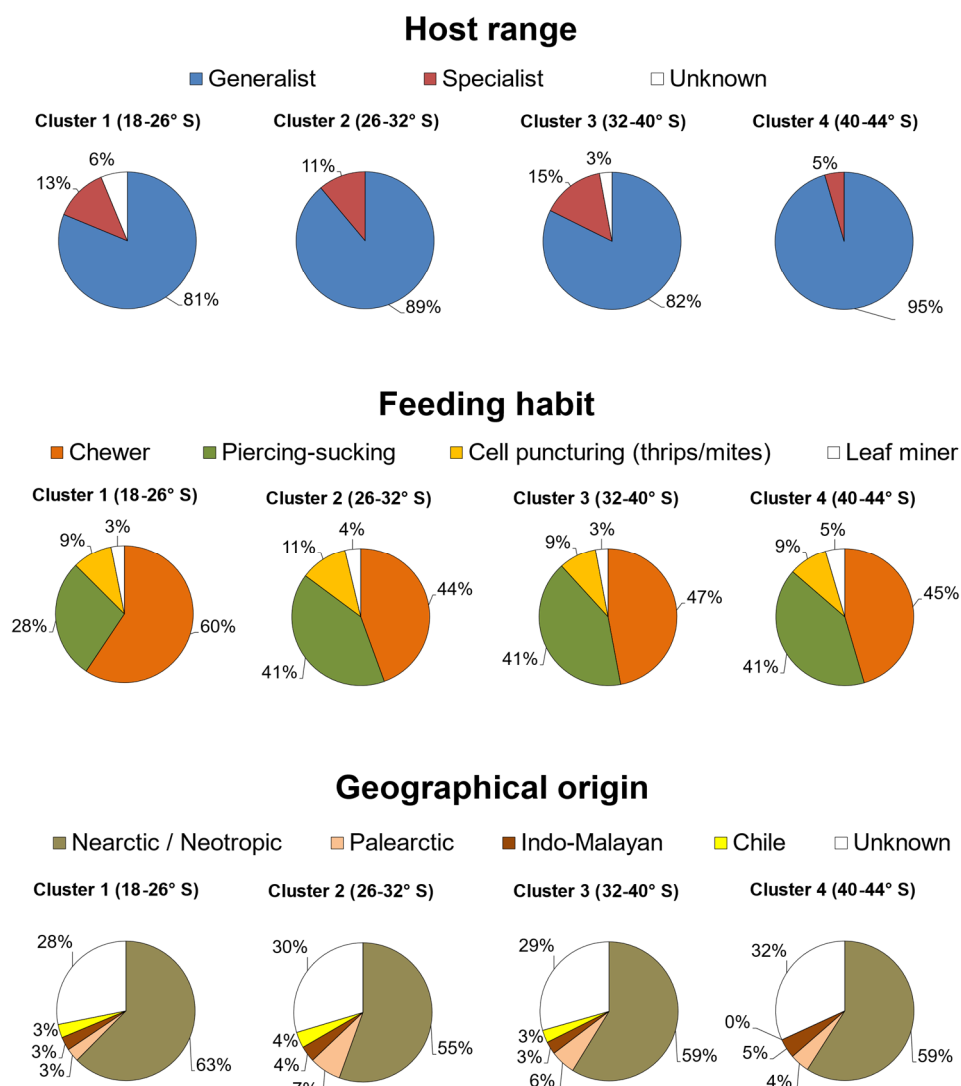 Host range
Generalist Specialist Unknown
Cluster 1 (18-26° S) Cluster 2 (26-32° S) Cluster 3 (32-40° S) Cluster 4 (40-44° S)
6% 13% 81%
11% 89%
3% 15% 82%
5% 95%
Feeding habit
Chewer Piercing-sucking Cell puncturing (thrips/mites) Leaf miner
Cluster 1 (18-26° S) Cluster 2 (26-32° S) Cluster 3 (32-40° S) Cluster 4 (40-44° S)
3% 9% 28% 60%
4% 11% 44% 41%
3% 9% 47% 41%
5% 9% 45% 41%
Geographical origin
Nearctic / Neotropic Palearctic Indo-Malayan Chile Unknown
Cluster 1 (18-26° S) Cluster 2 (26-32° S) Cluster 3 (32-40° S) Cluster 4 (40-44° S)
28% 3% 3% 3% 63%
30% 4% 4% 7% 55%
29% 3% 3% 6% 59%
32% 0% 5% 4% 59%